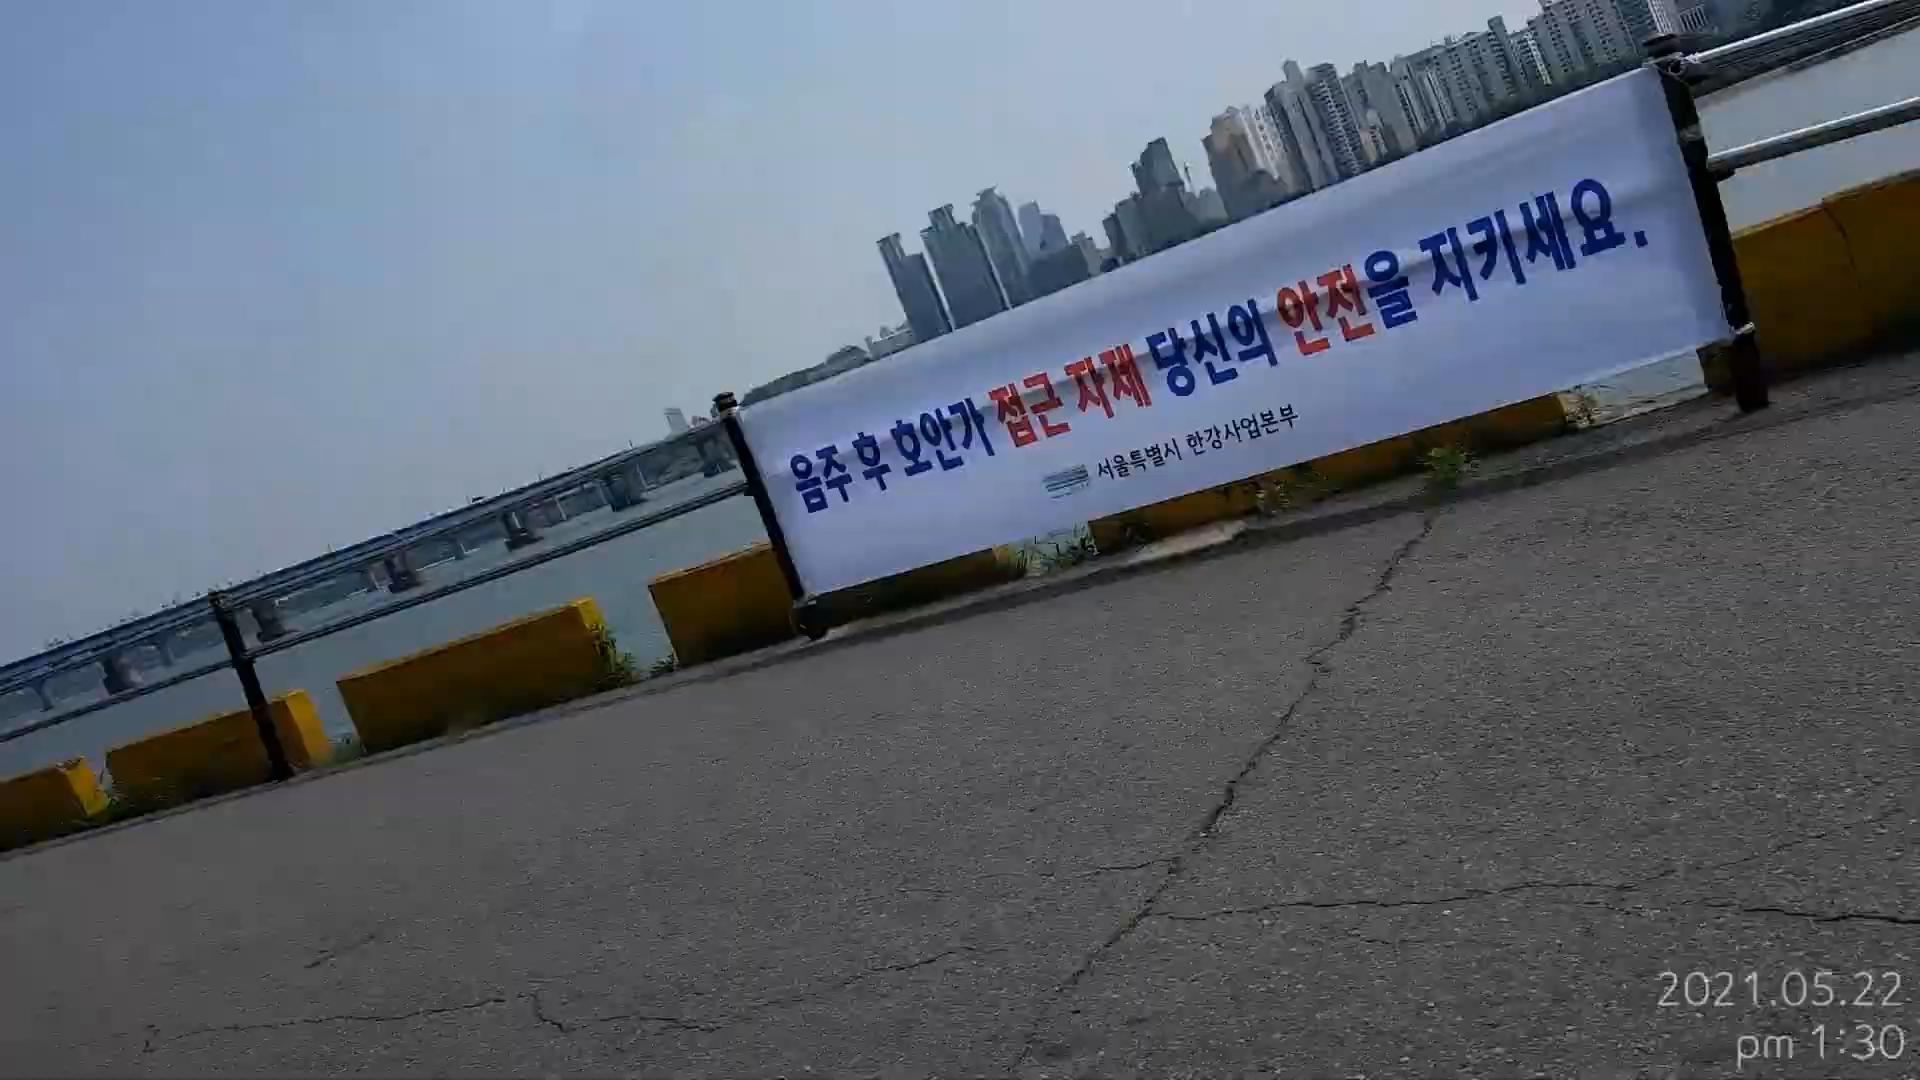 음주 후 호안가 접근 자제 당신의 안전을 지키세요.
서울특별시 한강사업본부
2021.05.22
pm 1:30